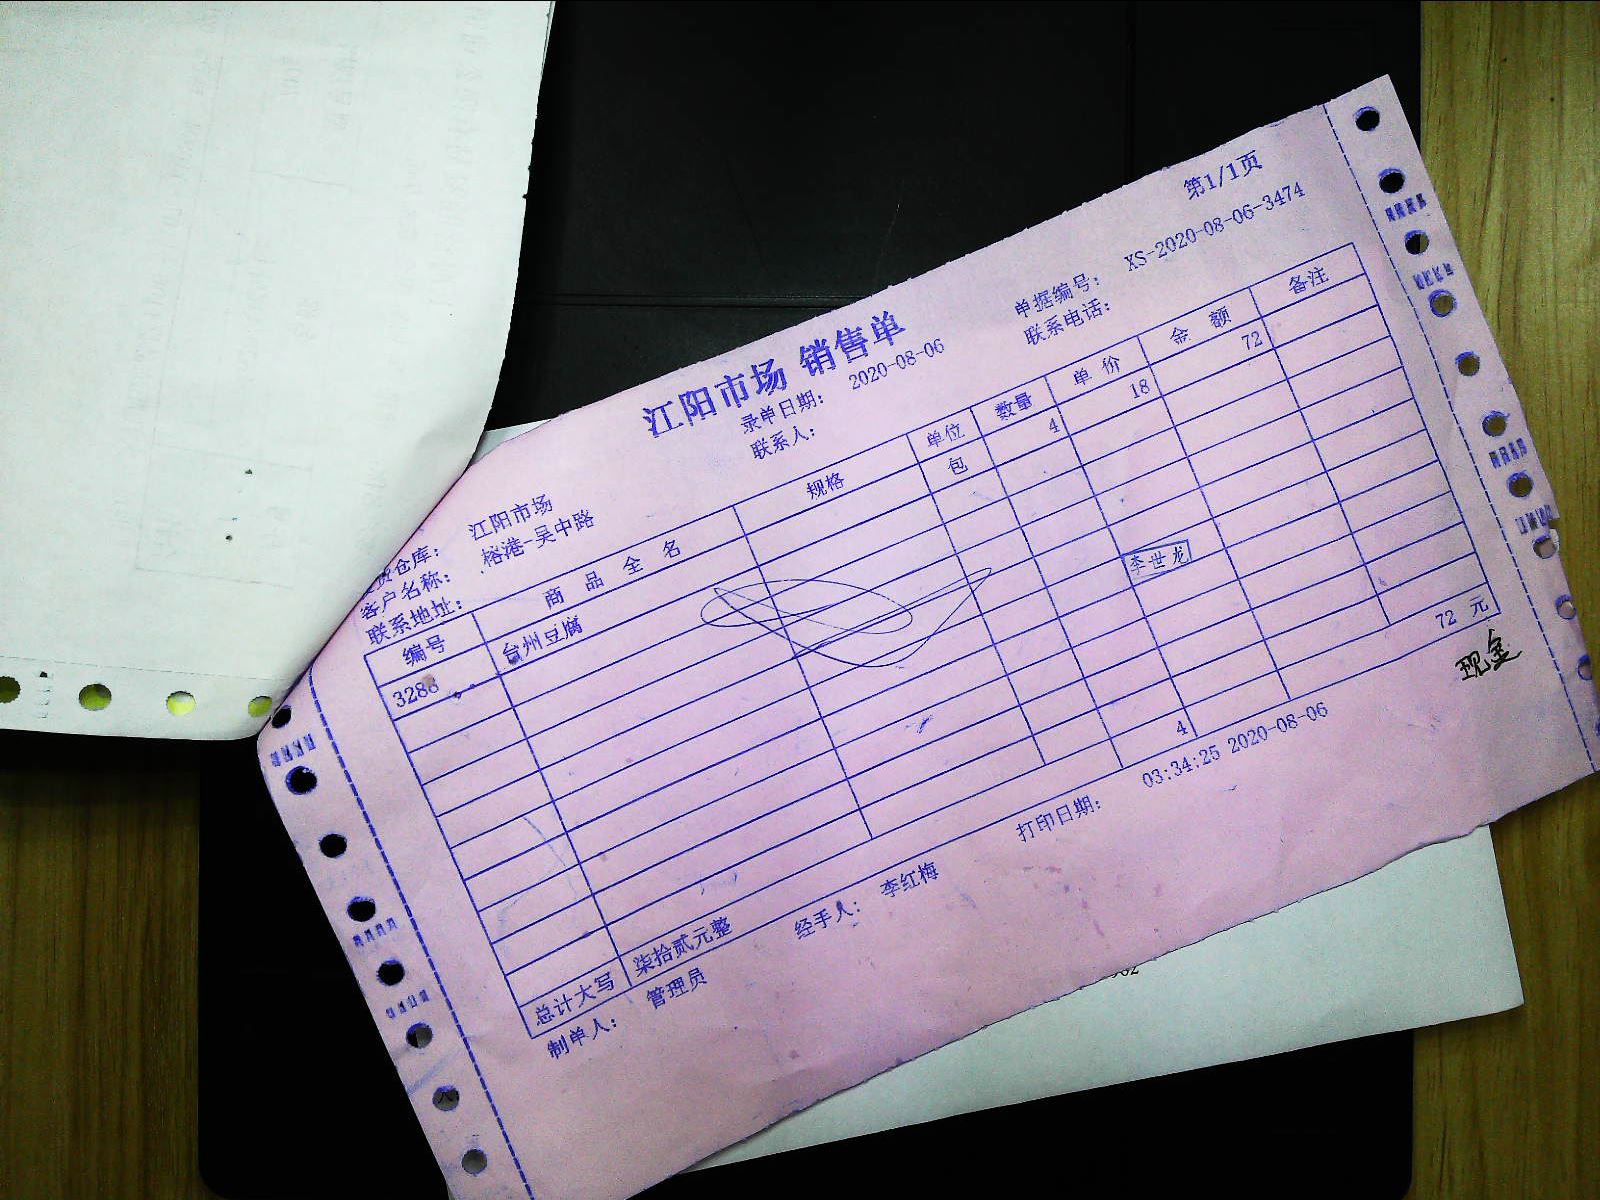 第1/1页
江阳市场 销售单
单据编号: XS-2020-08-06-3474
录单日期: 2020-08-06
联系电话:
联系人:
货仓库: 江阳市场
客户名称: 榕港-吴中路
联系地址:
编号 商品全名 规格 单位 数量 单价 金额 备注
3286 台州豆腐 包 4 18 72
李世龙
总计大写 柒拾贰元整 4 72 元
现金
制单人: 管理员 经手人: 李红梅 打印日期: 03:34:25 2020-08-06